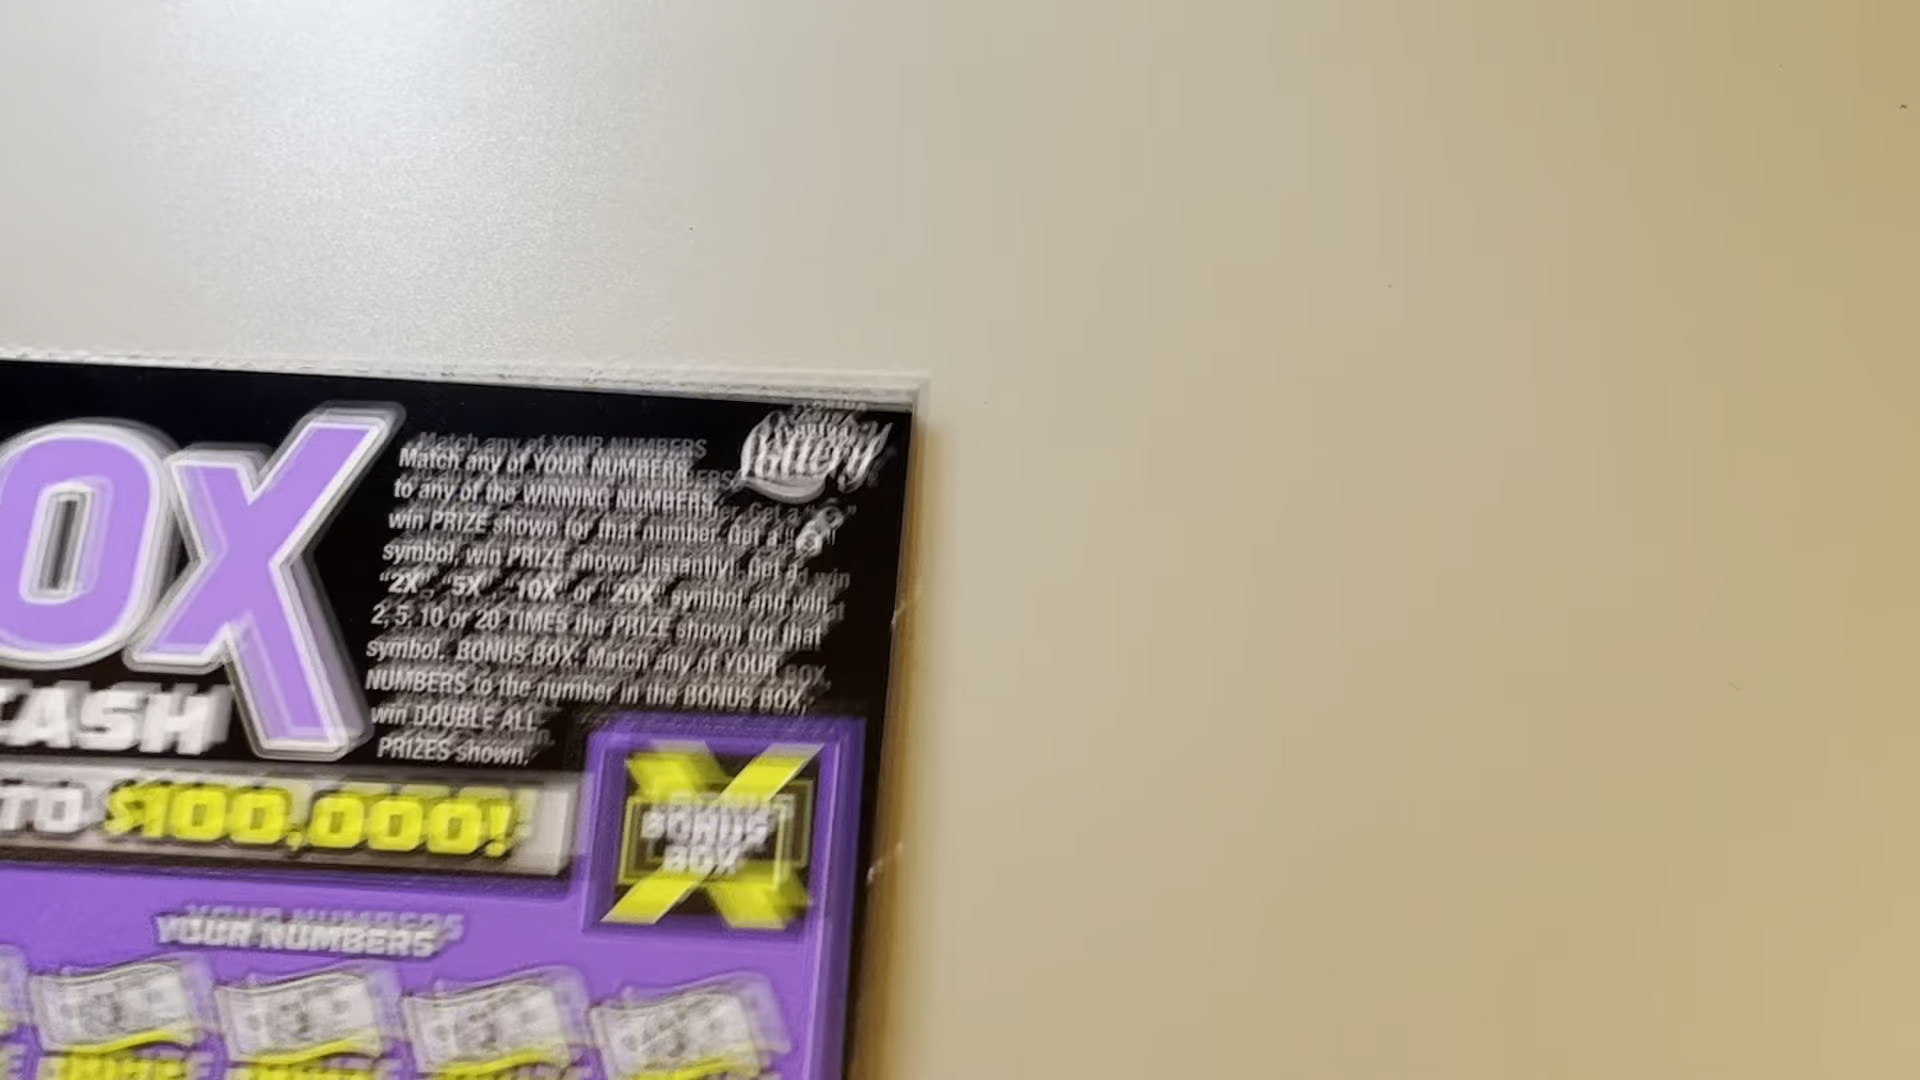 0X
CASH
TO $100,000!
Match any of YOUR NUMBERS
to any of the WINNING NUMBERS,
win PRIZE shown for that number. Get a " "
symbol, win PRIZE shown instantly! Get a
"2X", "5X", "10X" or "20X" symbol and win
2, 5, 10 or 20 TIMES the PRIZE shown for that
symbol. BONUS BOX: Match any of YOUR
NUMBERS to the number in the BONUS BOX,
win DOUBLE ALL
PRIZES shown.
Lottery
BONUS
BOX
YOUR NUMBERS